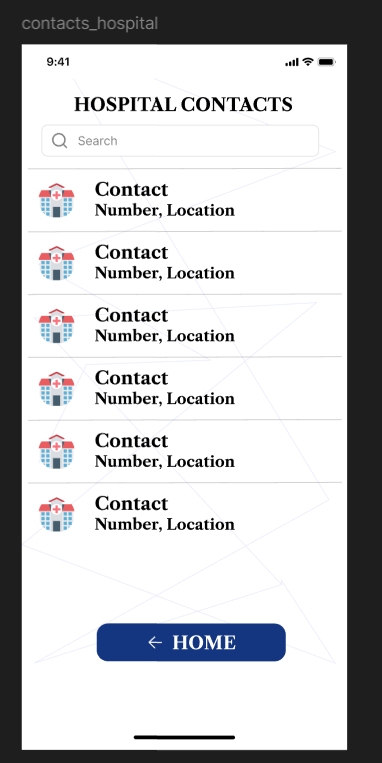 contacts_hospital
9:41
HOSPITAL CONTACTS
Search
Contact
Number, Location
Contact
Number, Location
Contact
Number, Location
Contact
Number, Location
Contact
Number, Location
Contact
Number, Location
← HOME